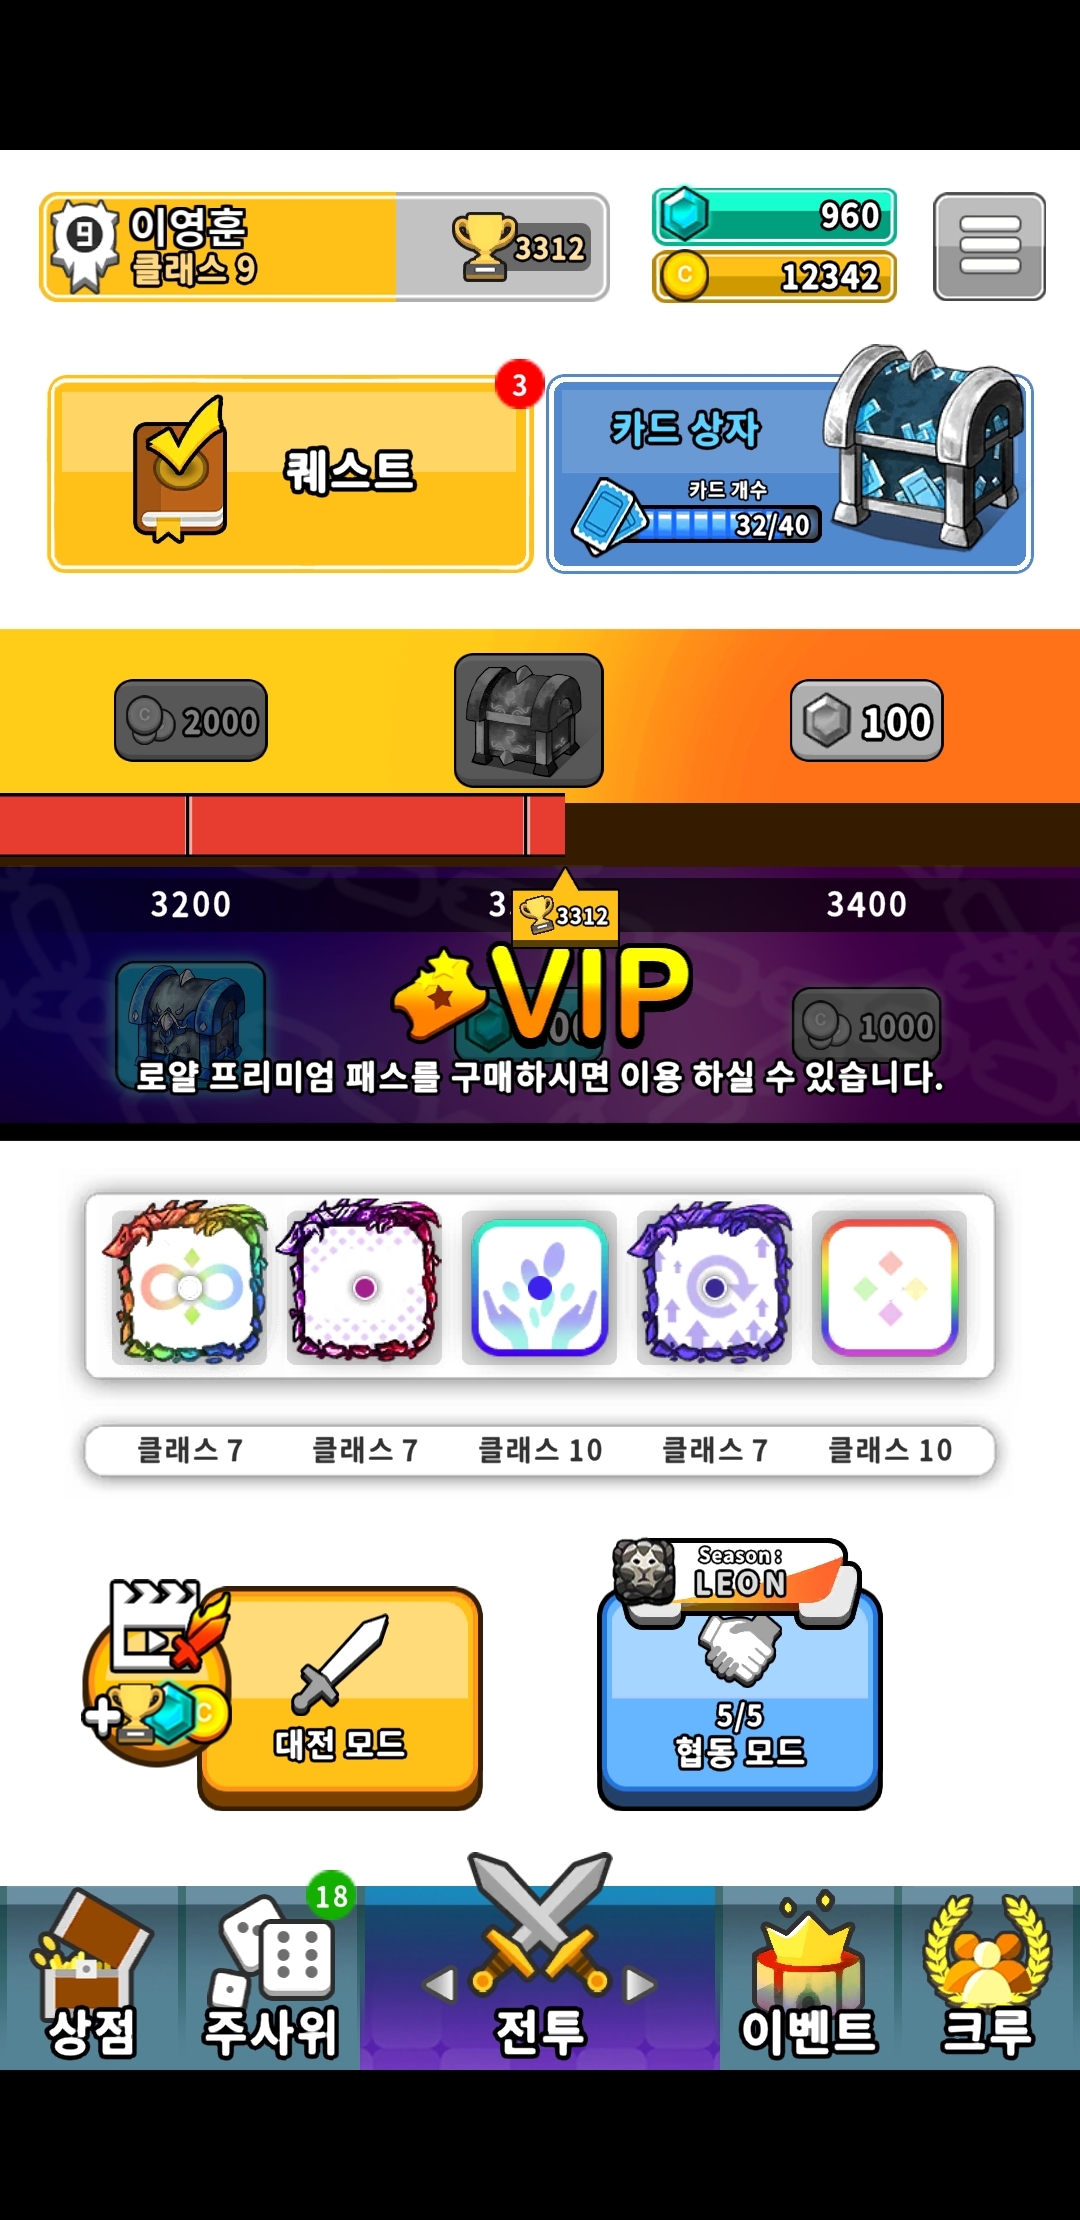 9
이영훈
클래스 9
3312
960
C
12342
퀘스트
3
카드 상자
카드 개수
32/40
C 2000
100
3200
3312
3400
VIP
C 1000
로얄 프리미엄 패스를 구매하시면 이용 하실 수 있습니다.
클래스 7
클래스 7
클래스 10
클래스 7
클래스 10
C
대전 모드
Season:
LEON
5/5
협동 모드
상점
18
주사위
전투
이벤트
크루